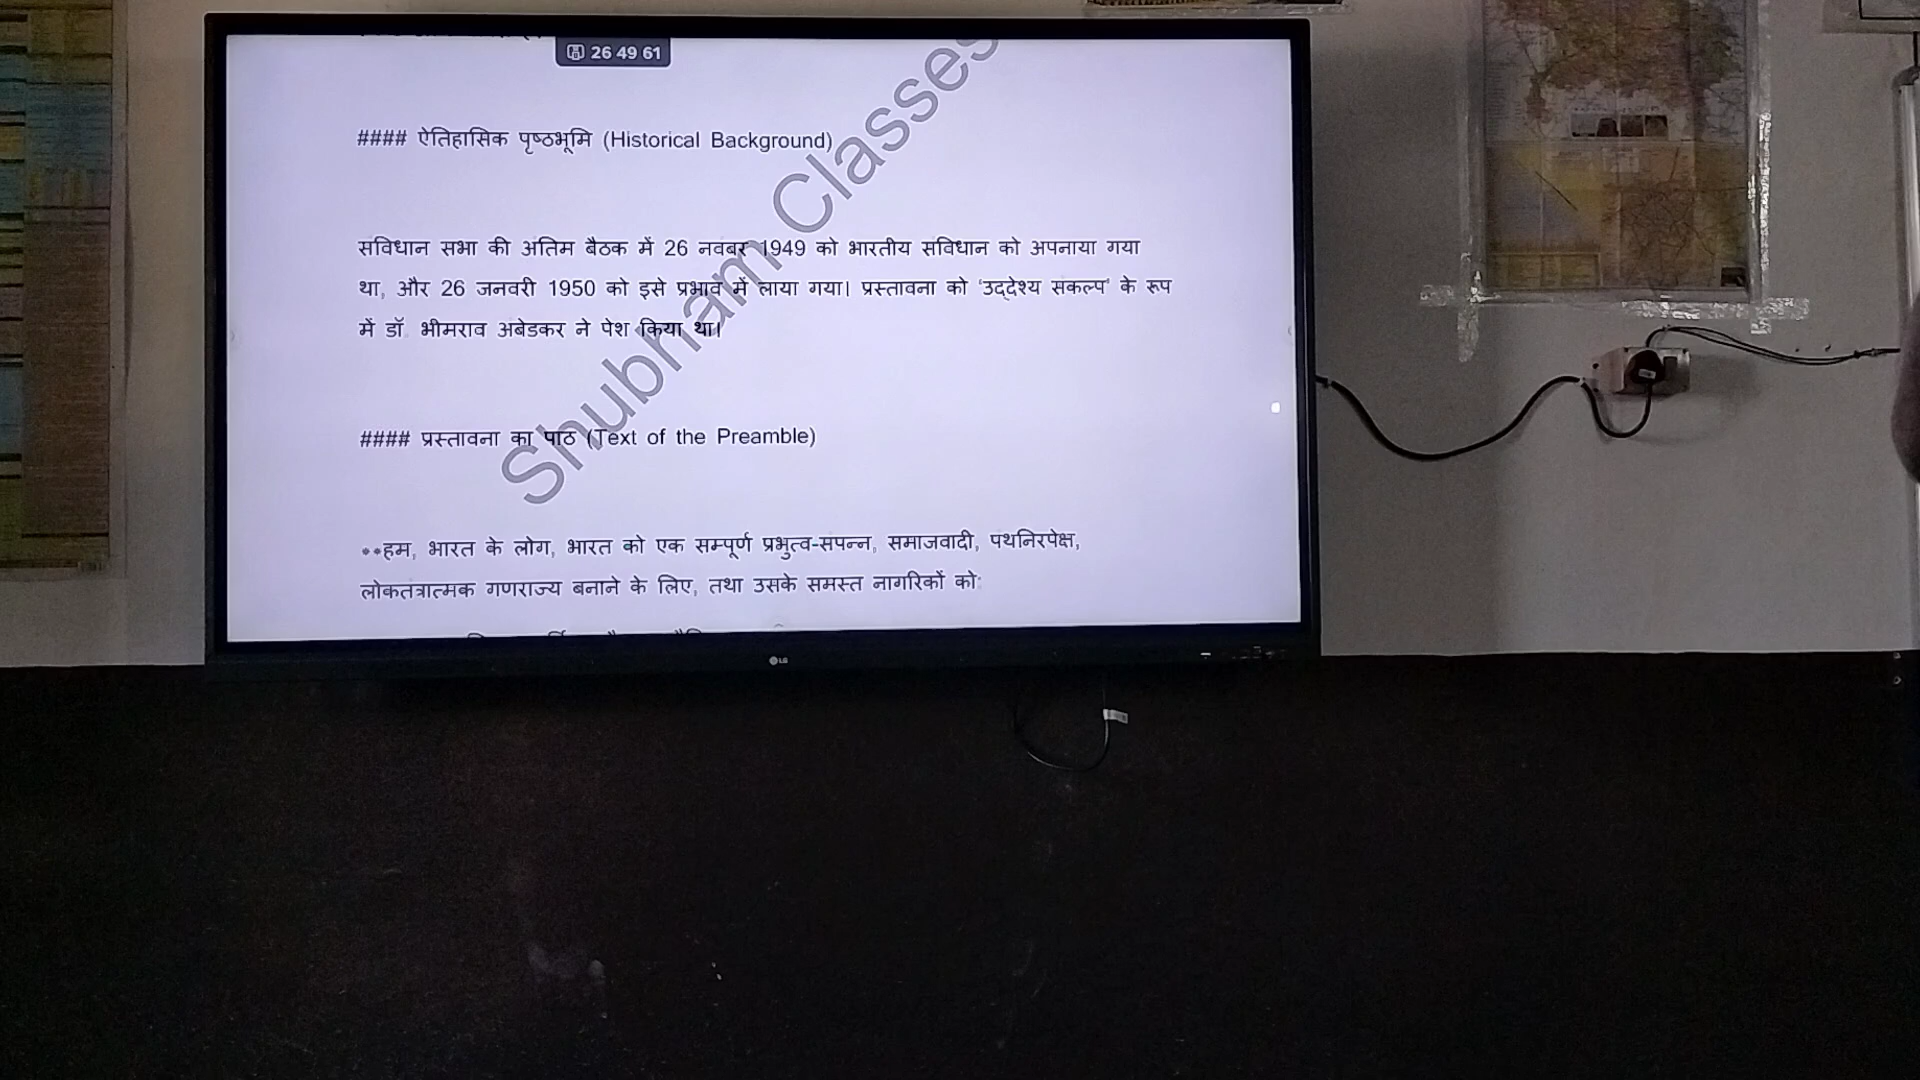 26 49 61
#### ऐतिहासिक पृष्ठभूमि (Historical Background)
संविधान सभा की अंतिम बैठक में 26 नवंबर 1949 को भारतीय संविधान को अपनाया गया
था, और 26 जनवरी 1950 को इसे प्रभाव में लाया गया। प्रस्तावना को 'उद्देश्य संकल्प' के रूप
में डॉ. भीमराव अंबेडकर ने पेश किया था।
#### प्रस्तावना का पाठ (Text of the Preamble)
**हम, भारत के लोग, भारत को एक सम्पूर्ण प्रभुत्व-संपन्न, समाजवादी, पंथनिरपेक्ष,
लोकतंत्रात्मक गणराज्य बनाने के लिए, तथा उसके समस्त नागरिकों को:
Shubham Classes
LG